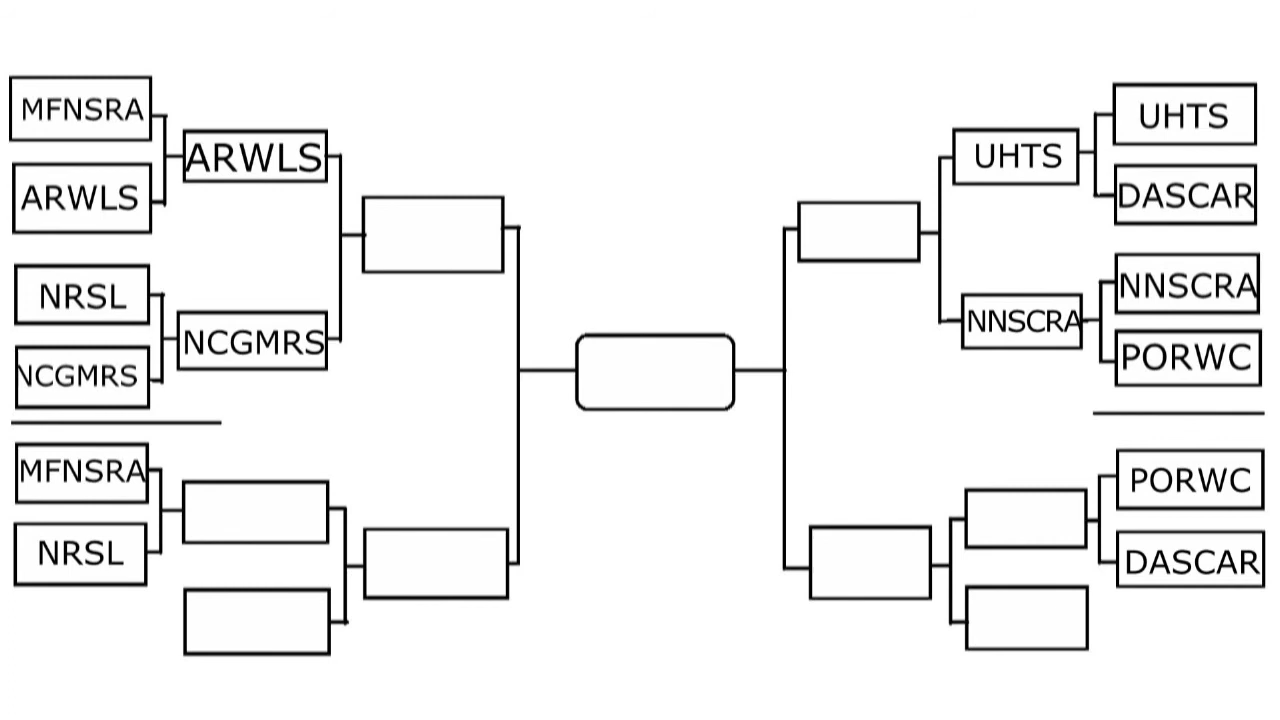 MFNSRA
ARWLS
ARWLS
NRSL
NCGMRS
NCGMRS
MFNSRA
NRSL
UHTS
UHTS
DASCAR
NNSCRA
NNSCRA
PORWC
PORWC
DASCAR